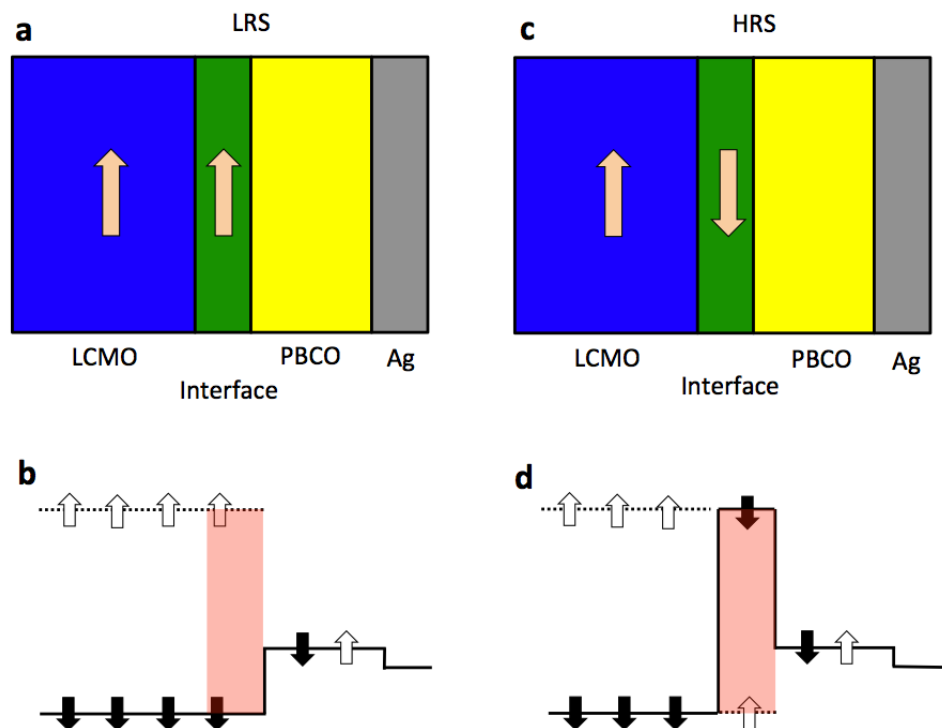 a
LRS
LCMO
PBCO
Ag
Interface
b
c
HRS
LCMO
PBCO
Ag
Interface
d